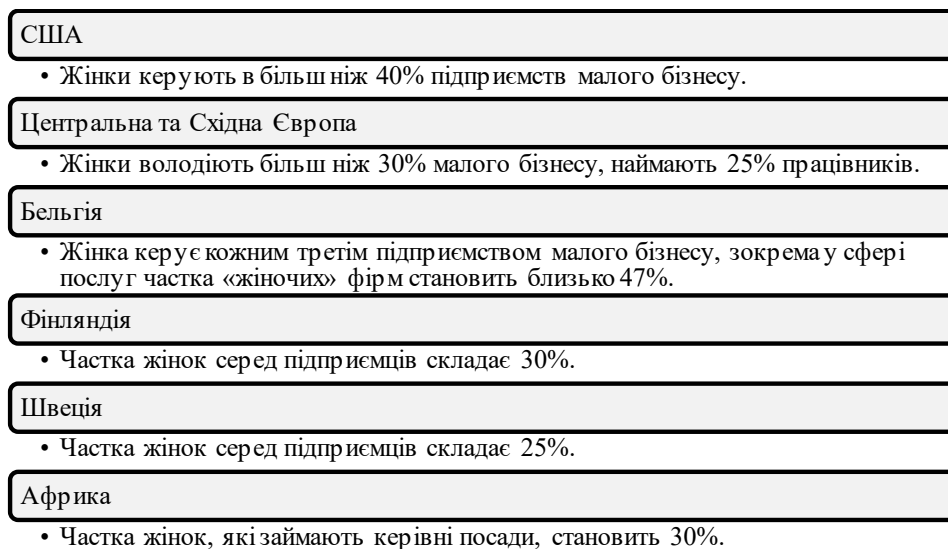 США
• Жінки керують в більш ніж 40% підприємств малого бізнесу.
Центральна та Східна Європа
• Жінки володіють більш ніж 30% малого бізнесу, наймають 25% працівників.
Бельгія
• Жінка керує кожним третім підприємством малого бізнесу, зокрема у сфері
послуг частка «жіночих» фірм становить близько 47%.
Фінляндія
• Частка жінок серед підприємців складає 30%.
Швеція
• Частка жінок серед підприємців складає 25%.
Африка
• Частка жінок, які займають керівні посади, становить 30%.